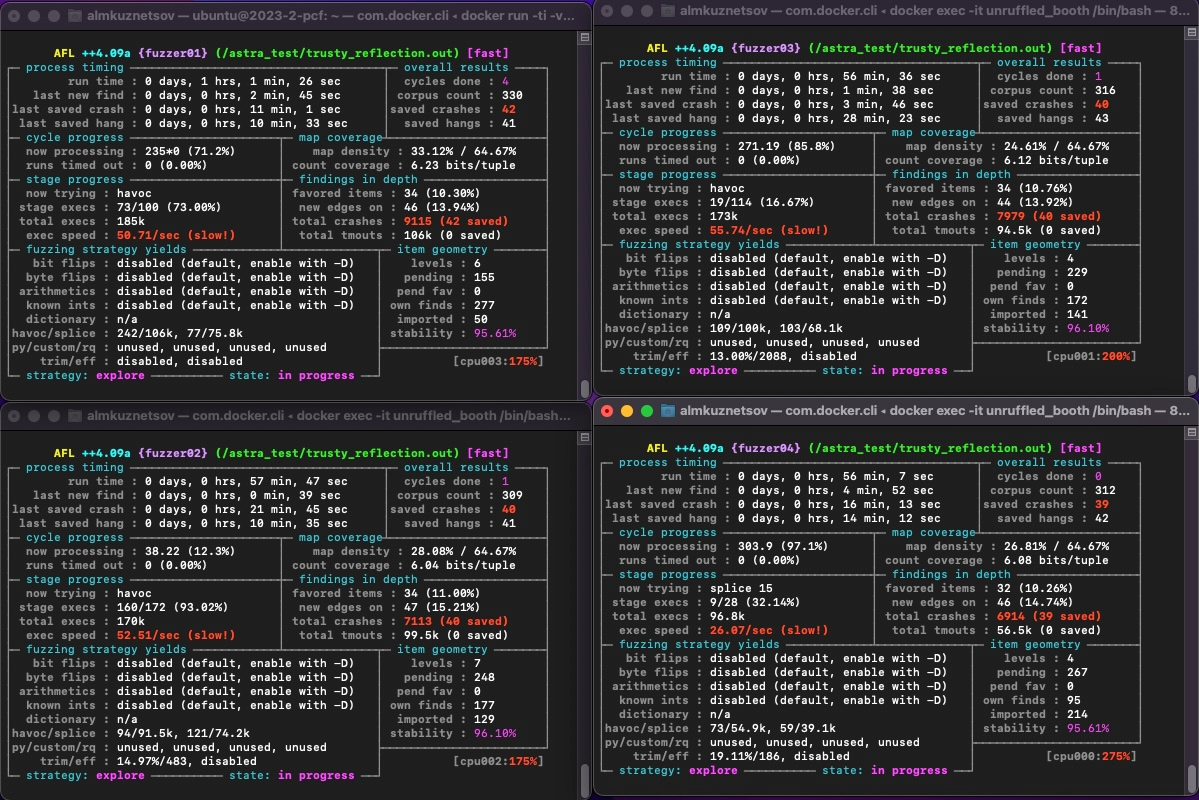 almkuznetsov — ubuntu@2023-2-pcf: ~ — com.docker.cli ◂ docker run -ti -v...
AFL ++4.09a {fuzzer01} (/astra_test/trusty_reflection.out) [fast]
process timing overall results
run time : 0 days, 1 hrs, 1 min, 26 sec cycles done : 4
last new find : 0 days, 0 hrs, 2 min, 45 sec corpus count : 330
last saved crash : 0 days, 0 hrs, 11 min, 1 sec saved crashes : 42
last saved hang : 0 days, 0 hrs, 10 min, 33 sec saved hangs : 41
cycle progress map coverage
now processing : 235*0 (71.2%) map density : 33.12% / 64.67%
runs timed out : 0 (0.00%) count coverage : 6.23 bits/tuple
stage progress findings in depth
now trying : havoc favored items : 34 (10.30%)
stage execs : 73/100 (73.00%) new edges on : 46 (13.94%)
total execs : 185k total crashes : 9115 (42 saved)
exec speed : 50.71/sec (slow!) total tmouts : 106k (0 saved)
fuzzing strategy yields item geometry
bit flips : disabled (default, enable with -D) levels : 6
byte flips : disabled (default, enable with -D) pending : 155
arithmetics : disabled (default, enable with -D) pend fav : 0
known ints : disabled (default, enable with -D) own finds : 277
dictionary : n/a imported : 50
havoc/splice : 242/106k, 77/75.8k stability : 95.61%
py/custom/rq : unused, unused, unused, unused
trim/eff : disabled, disabled [cpu003:175%]
strategy: explore state: in progress
almkuznetsov — com.docker.cli ◂ docker exec -it unruffled_booth /bin/bash — 8...
AFL ++4.09a {fuzzer03} (/astra_test/trusty_reflection.out) [fast]
process timing overall results
run time : 0 days, 0 hrs, 56 min, 36 sec cycles done : 1
last new find : 0 days, 0 hrs, 1 min, 38 sec corpus count : 316
last saved crash : 0 days, 0 hrs, 3 min, 46 sec saved crashes : 40
last saved hang : 0 days, 0 hrs, 28 min, 23 sec saved hangs : 43
cycle progress map coverage
now processing : 271.19 (85.8%) map density : 24.61% / 64.67%
runs timed out : 0 (0.00%) count coverage : 6.12 bits/tuple
stage progress findings in depth
now trying : havoc favored items : 34 (10.76%)
stage execs : 19/114 (16.67%) new edges on : 44 (13.92%)
total execs : 173k total crashes : 7979 (40 saved)
exec speed : 55.74/sec (slow!) total tmouts : 94.5k (0 saved)
fuzzing strategy yields item geometry
bit flips : disabled (default, enable with -D) levels : 4
byte flips : disabled (default, enable with -D) pending : 229
arithmetics : disabled (default, enable with -D) pend fav : 0
known ints : disabled (default, enable with -D) own finds : 172
dictionary : n/a imported : 141
havoc/splice : 109/100k, 103/68.1k stability : 96.10%
py/custom/rq : unused, unused, unused, unused
trim/eff : 13.00%/2088, disabled [cpu001:200%]
strategy: explore state: in progress
almkuznetsov — com.docker.cli ◂ docker exec -it unruffled_booth /bin/bash...
AFL ++4.09a {fuzzer02} (/astra_test/trusty_reflection.out) [fast]
process timing overall results
run time : 0 days, 0 hrs, 57 min, 47 sec cycles done : 1
last new find : 0 days, 0 hrs, 0 min, 39 sec corpus count : 309
last saved crash : 0 days, 0 hrs, 21 min, 45 sec saved crashes : 40
last saved hang : 0 days, 0 hrs, 10 min, 35 sec saved hangs : 41
cycle progress map coverage
now processing : 38.22 (12.3%) map density : 28.08% / 64.67%
runs timed out : 0 (0.00%) count coverage : 6.04 bits/tuple
stage progress findings in depth
now trying : havoc favored items : 34 (11.00%)
stage execs : 160/172 (93.02%) new edges on : 47 (15.21%)
total execs : 170k total crashes : 7113 (40 saved)
exec speed : 52.51/sec (slow!) total tmouts : 99.5k (0 saved)
fuzzing strategy yields item geometry
bit flips : disabled (default, enable with -D) levels : 7
byte flips : disabled (default, enable with -D) pending : 248
arithmetics : disabled (default, enable with -D) pend fav : 0
known ints : disabled (default, enable with -D) own finds : 177
dictionary : n/a imported : 129
havoc/splice : 94/91.5k, 121/74.2k stability : 96.10%
py/custom/rq : unused, unused, unused, unused
trim/eff : 14.97%/483, disabled [cpu002:175%]
strategy: explore state: in progress
almkuznetsov — com.docker.cli ◂ docker exec -it unruffled_booth /bin/bash — 8...
AFL ++4.09a {fuzzer04} (/astra_test/trusty_reflection.out) [fast]
process timing overall results
run time : 0 days, 0 hrs, 56 min, 7 sec cycles done : 0
last new find : 0 days, 0 hrs, 4 min, 52 sec corpus count : 312
last saved crash : 0 days, 0 hrs, 16 min, 13 sec saved crashes : 39
last saved hang : 0 days, 0 hrs, 14 min, 12 sec saved hangs : 42
cycle progress map coverage
now processing : 303.9 (97.1%) map density : 26.81% / 64.67%
runs timed out : 0 (0.00%) count coverage : 6.08 bits/tuple
stage progress findings in depth
now trying : splice 15 favored items : 32 (10.26%)
stage execs : 9/28 (32.14%) new edges on : 46 (14.74%)
total execs : 96.8k total crashes : 6914 (39 saved)
exec speed : 26.07/sec (slow!) total tmouts : 56.5k (0 saved)
fuzzing strategy yields item geometry
bit flips : disabled (default, enable with -D) levels : 4
byte flips : disabled (default, enable with -D) pending : 267
arithmetics : disabled (default, enable with -D) pend fav : 0
known ints : disabled (default, enable with -D) own finds : 95
dictionary : n/a imported : 214
havoc/splice : 73/54.9k, 59/39.1k stability : 95.61%
py/custom/rq : unused, unused, unused, unused
trim/eff : 19.11%/186, disabled [cpu000:275%]
strategy: explore state: in progress